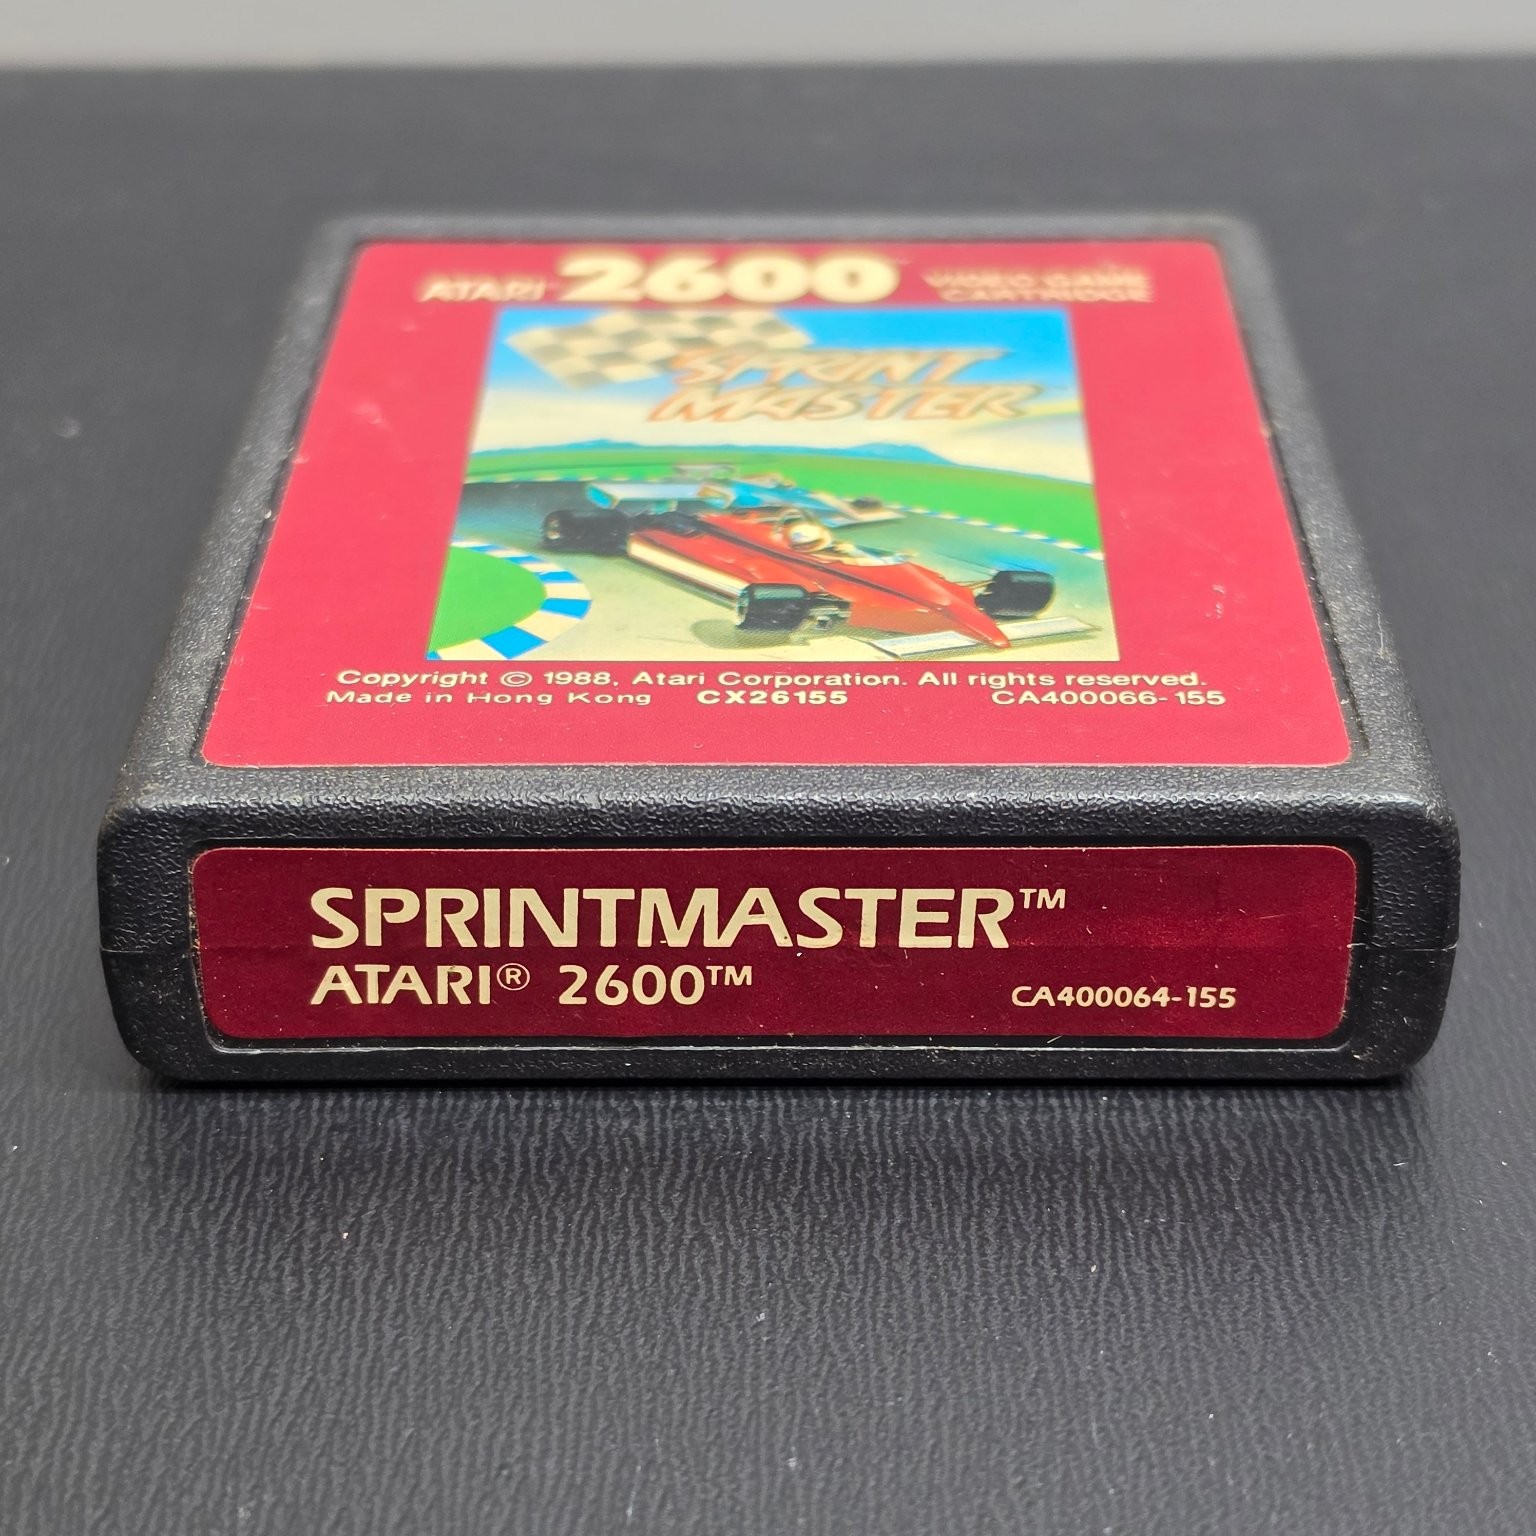 ATARI 2600™ VIDEO GAME
CARTRIDGE
SPRINT
MASTER
Copyright © 1988, Atari Corporation. All rights reserved.
Made in Hong Kong CX26155 CA400066-155
SPRINTMASTER™
ATARI® 2600™
CA400064-155